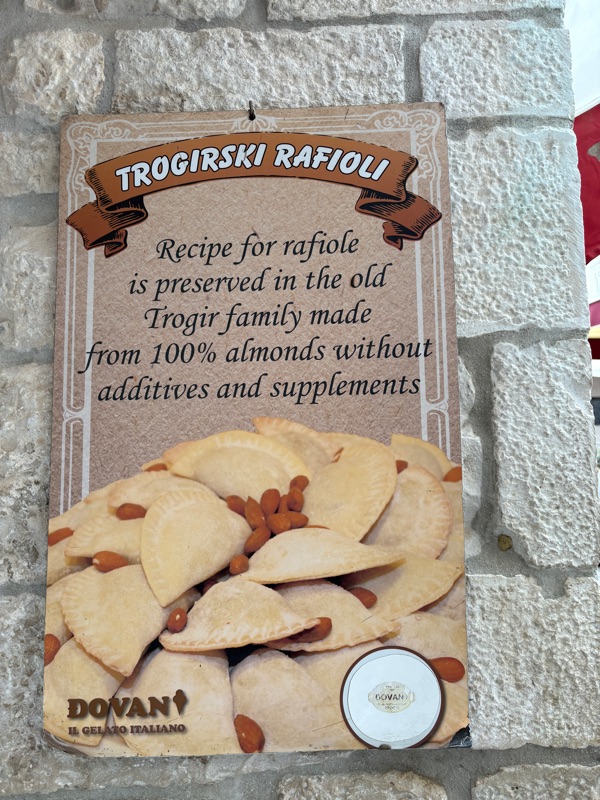 TROGIRSKI RAFIOLI
Recipe for rafiole
is preserved in the old
Trogir family made
from 100% almonds without
additives and supplements
DOVANI
IL GELATO ITALIANO
DOVANI